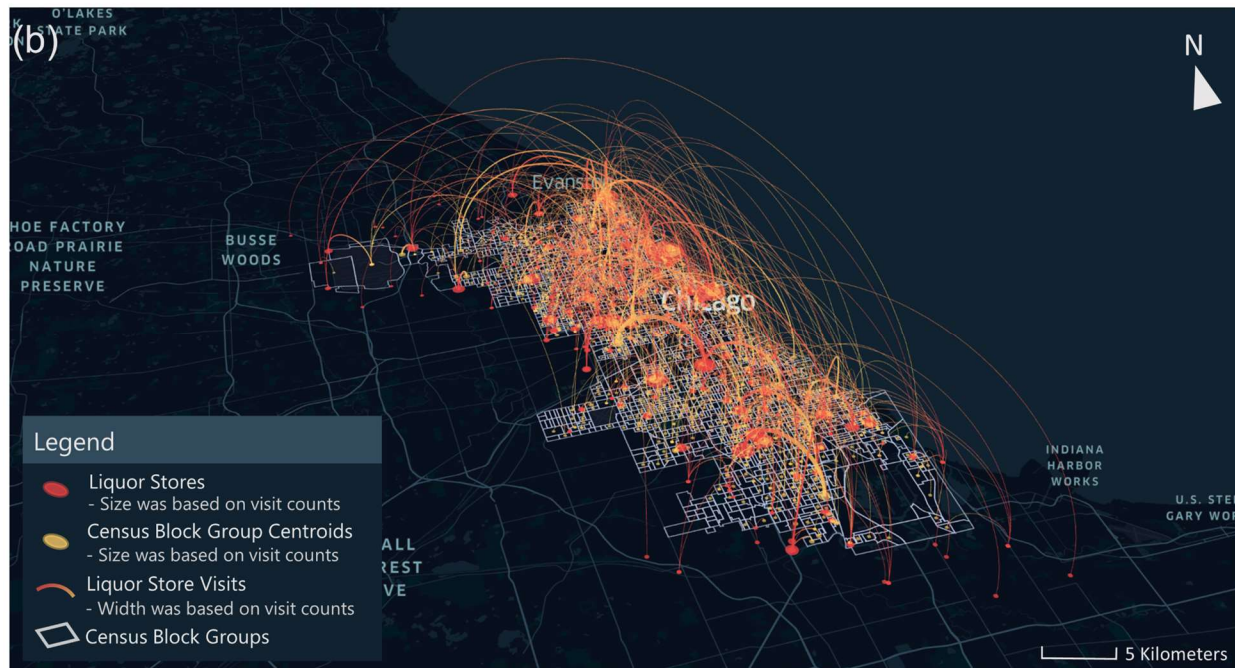 O'LAKES
STATE PARK
(b)
N
Evanston
HOE FACTORY
ROAD PRAIRIE
NATURE
PRESERVE
BUSSE
WOODS
Chicago
Legend
Liquor Stores
- Size was based on visit counts
Census Block Group Centroids
- Size was based on visit counts
Liquor Store Visits
- Width was based on visit counts
Census Block Groups
ALL
REST
VE
INDIANA
HARBOR
WORKS
U.S. STE
GARY WOR
5 Kilometers